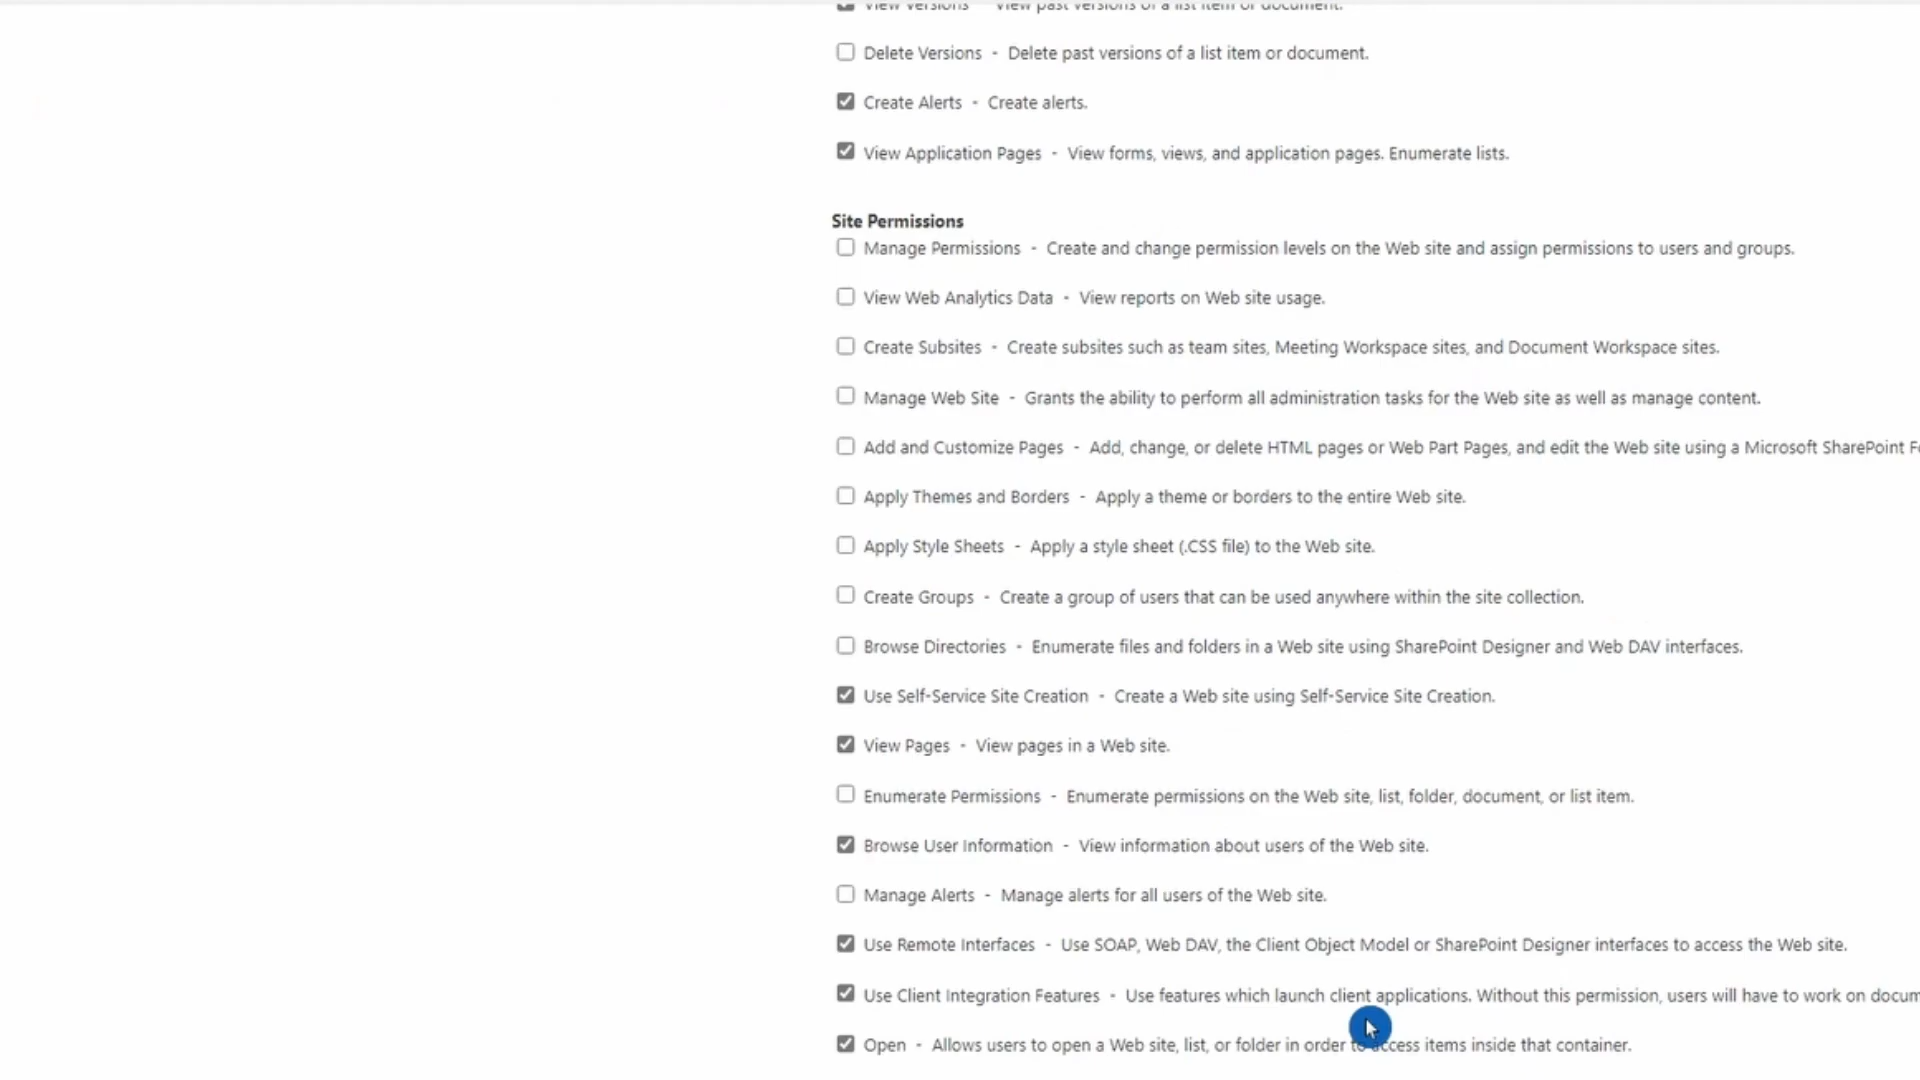 View Versions - View past versions of a list item or document.
Delete Versions - Delete past versions of a list item or document.
Create Alerts - Create alerts.
View Application Pages - View forms, views, and application pages. Enumerate lists.
Site Permissions
Manage Permissions - Create and change permission levels on the Web site and assign permissions to users and groups.
View Web Analytics Data - View reports on Web site usage.
Create Subsites - Create subsites such as team sites, Meeting Workspace sites, and Document Workspace sites.
Manage Web Site - Grants the ability to perform all administration tasks for the Web site as well as manage content.
Add and Customize Pages - Add, change, or delete HTML pages or Web Part Pages, and edit the Web site using a Microsoft SharePoint
Apply Themes and Borders - Apply a theme or borders to the entire Web site.
Apply Style Sheets - Apply a style sheet (.CSS file) to the Web site.
Create Groups - Create a group of users that can be used anywhere within the site collection.
Browse Directories - Enumerate files and folders in a Web site using SharePoint Designer and Web DAV interfaces.
Use Self-Service Site Creation - Create a Web site using Self-Service Site Creation.
View Pages - View pages in a Web site.
Enumerate Permissions - Enumerate permissions on the Web site, list, folder, document, or list item.
Browse User Information - View information about users of the Web site.
Manage Alerts - Manage alerts for all users of the Web site.
Use Remote Interfaces - Use SOAP, Web DAV, the Client Object Model or SharePoint Designer interfaces to access the Web site.
Use Client Integration Features - Use features which launch client applications. Without this permission, users will have to work on docum
Open - Allows users to open a Web site, list, or folder in order to access items inside that container.